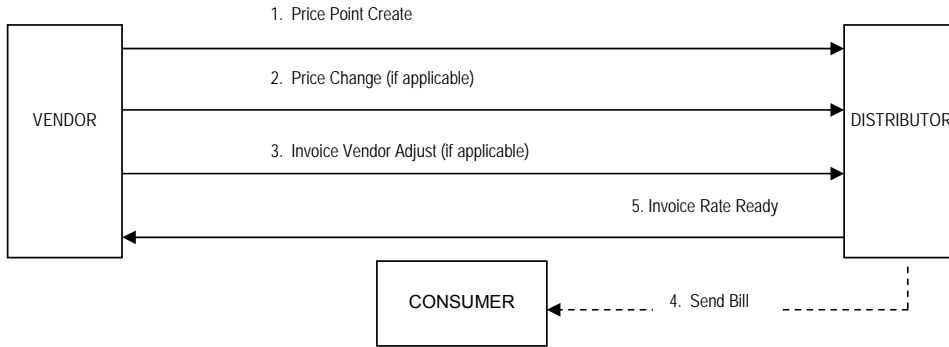 1. Price Point Create
2. Price Change (if applicable)
VENDOR
DISTRIBUTOR
3. Invoice Vendor Adjust (if applicable)
5. Invoice Rate Ready
CONSUMER
4. Send Bill